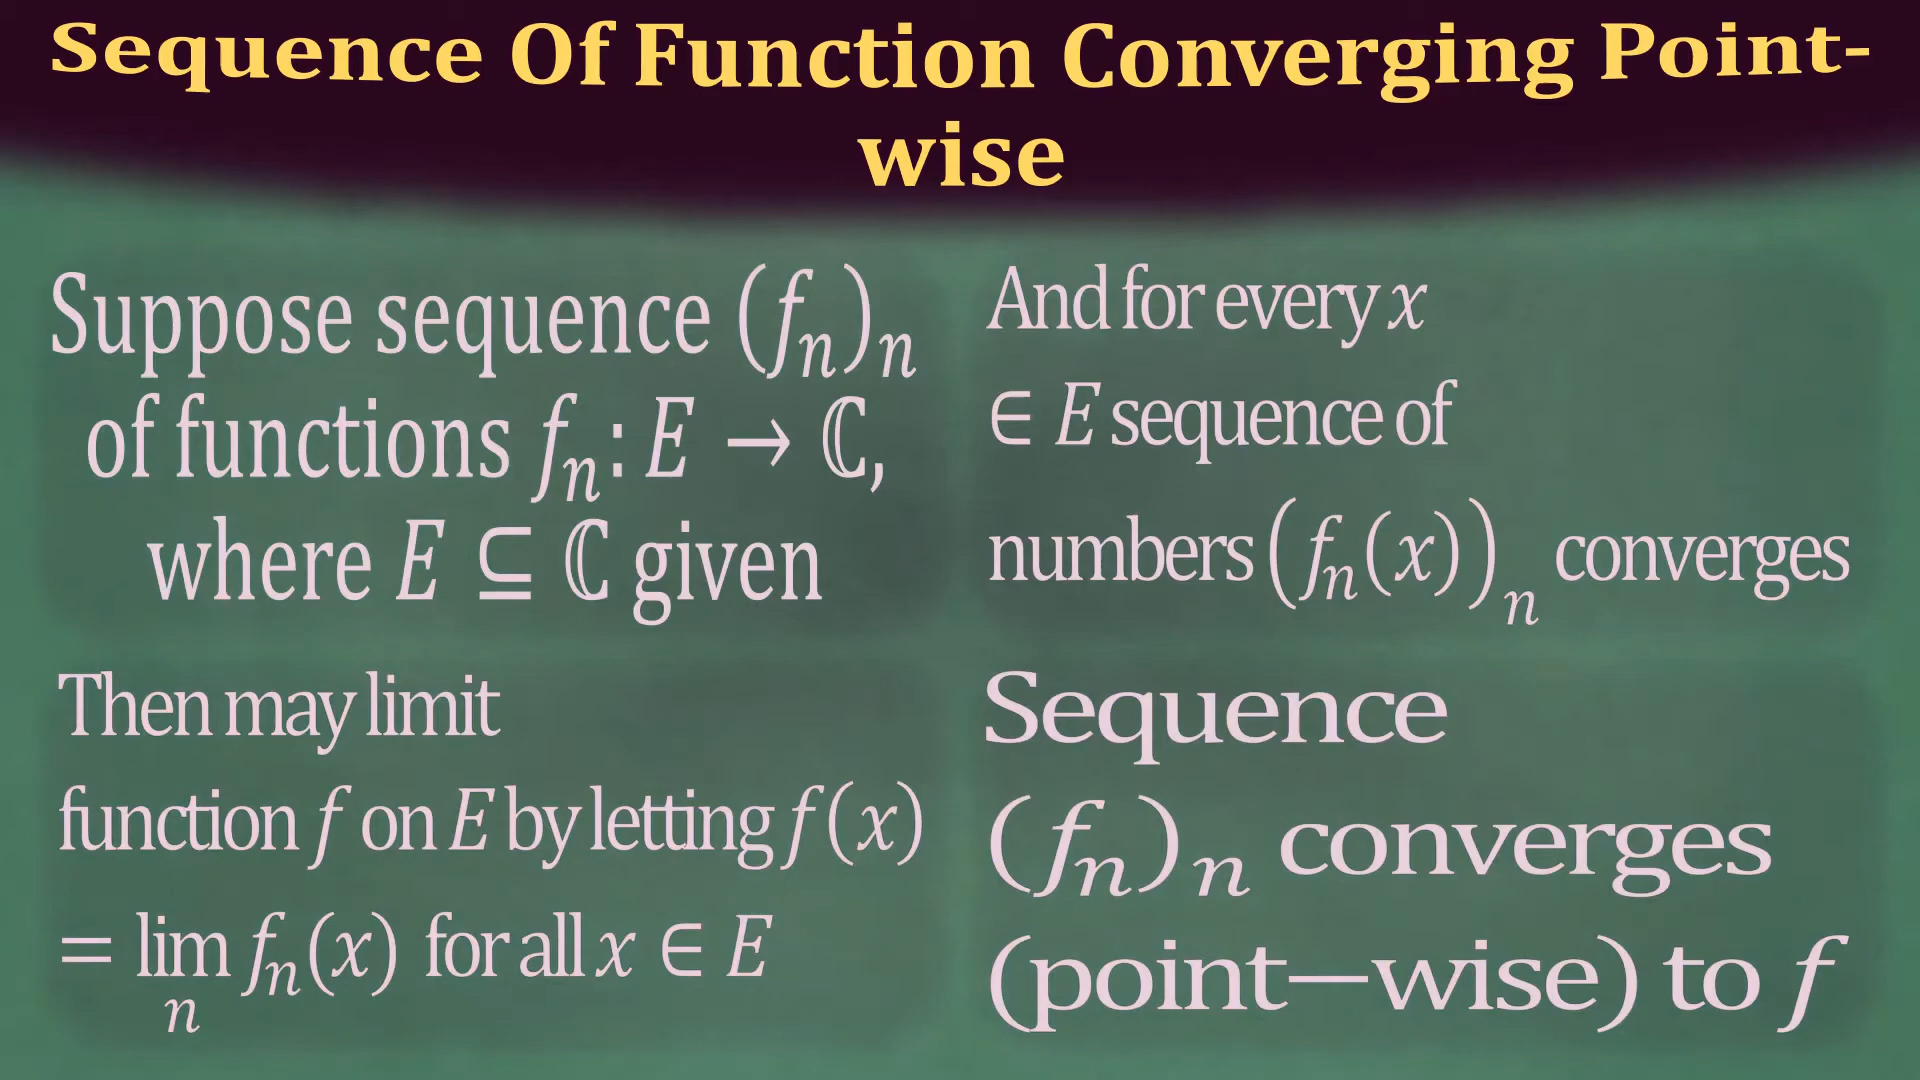 Sequence Of Function Converging Point-
wise
Suppose sequence (fₙ)ₙ
of functions fₙ: E → ℂ,
where E ⊆ ℂ given
And for every x
∈ E sequence of
numbers (fₙ(x))ₙ converges
Then may limit
function f on E by letting f(x)
= lim fₙ(x) for all x ∈ E
n
Sequence
(fₙ)ₙ converges
(point−wise) to f